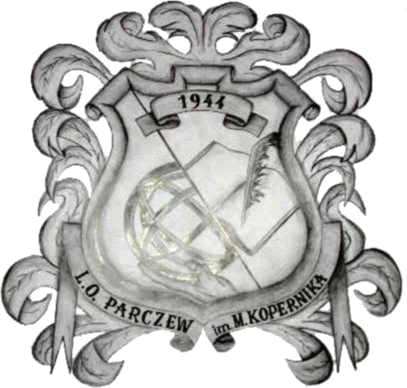 1944
L.O. PARCZEW im. M. KOPERNIKA